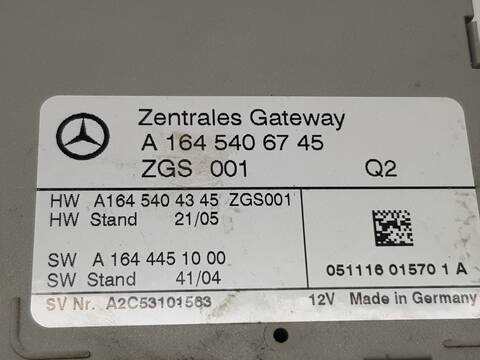 Zentrales Gateway
A 164 540 67 45
ZGS 001 Q2
HW A164 540 43 45 ZGS001
HW Stand 21/05
SW A 164 445 10 00
SW Stand 41/04
051116 01570 1 A
SV Nr. A2C53101563 12V Made in Germany